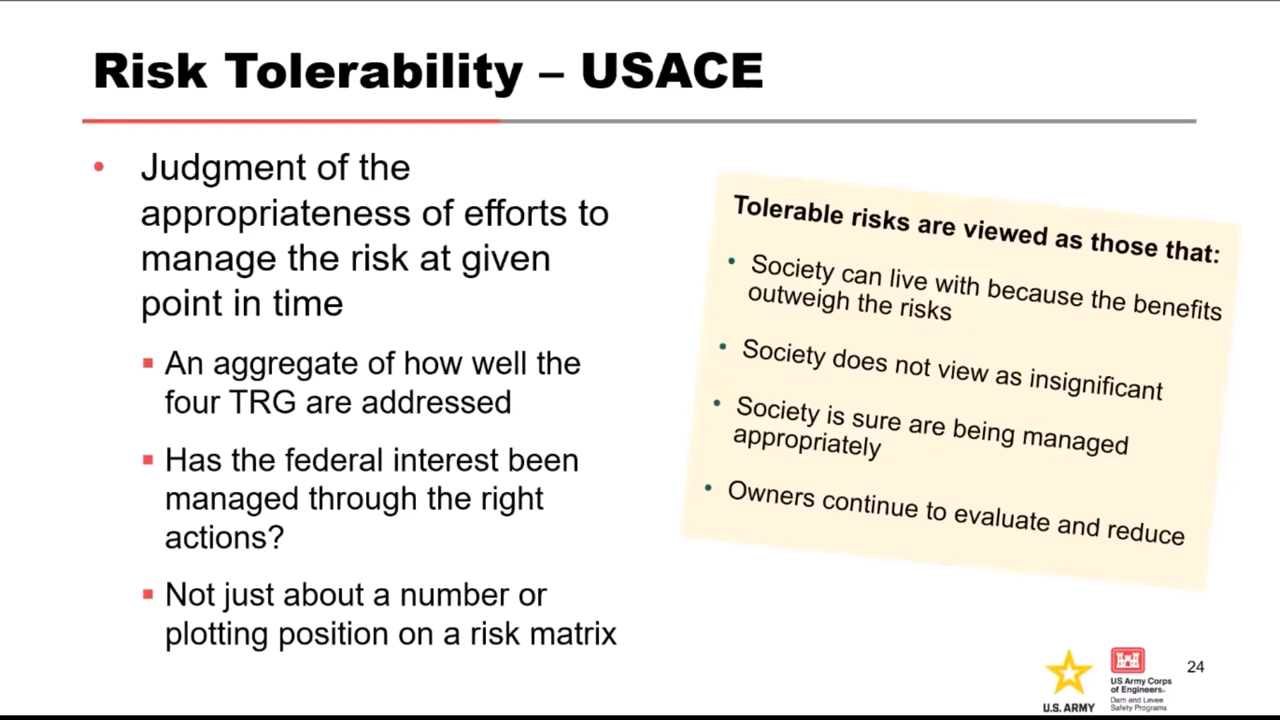 Risk Tolerability – USACE
• Judgment of the
appropriateness of efforts to
manage the risk at given
point in time
▪ An aggregate of how well the
four TRG are addressed
▪ Has the federal interest been
managed through the right
actions?
▪ Not just about a number or
plotting position on a risk matrix
Tolerable risks are viewed as those that:
• Society can live with because the benefits
outweigh the risks
• Society does not view as insignificant
• Society is sure are being managed
appropriately
• Owners continue to evaluate and reduce
U.S. ARMY
US Army Corps
of Engineers®
Dam and Levee
Safety Programs
24